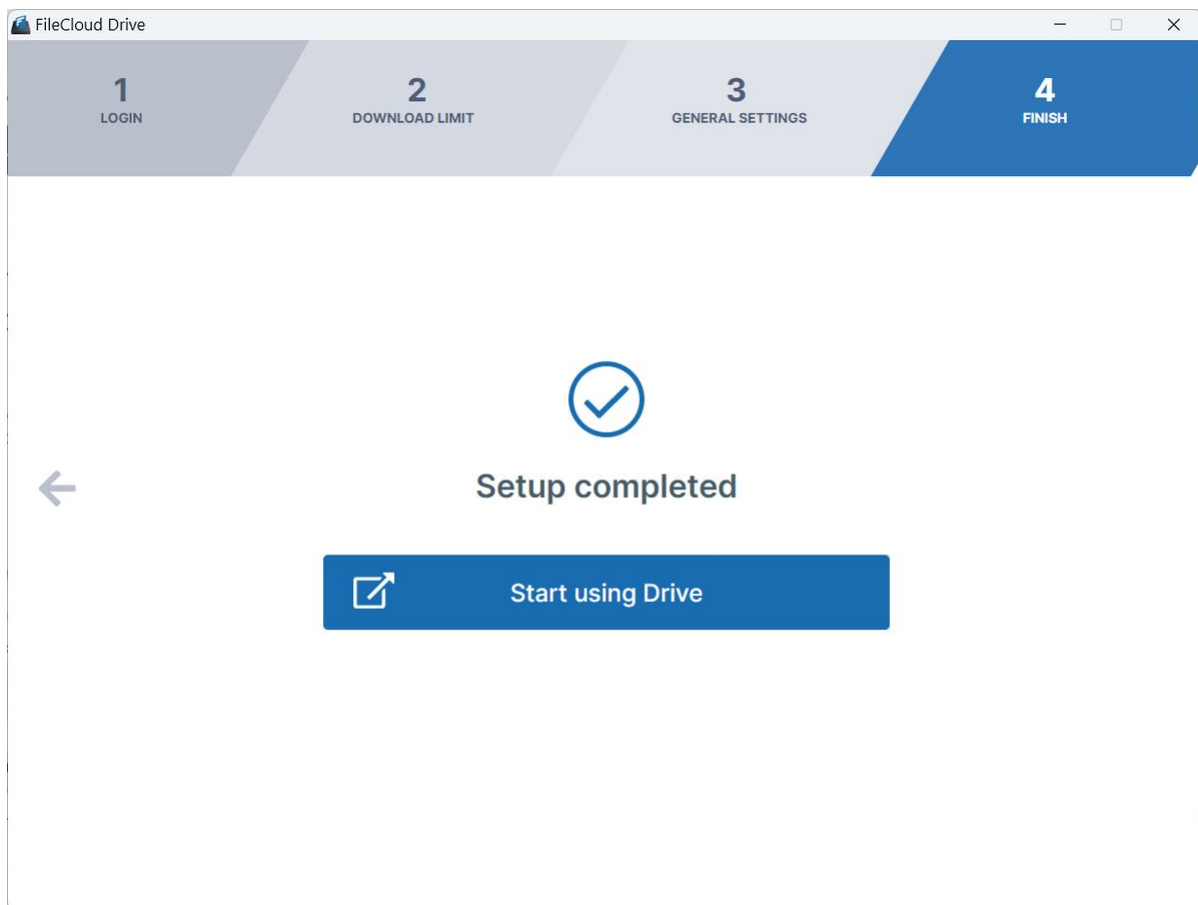 FileCloud Drive
1
LOGIN
2
DOWNLOAD LIMIT
3
GENERAL SETTINGS
4
FINISH
Setup completed
Start using Drive